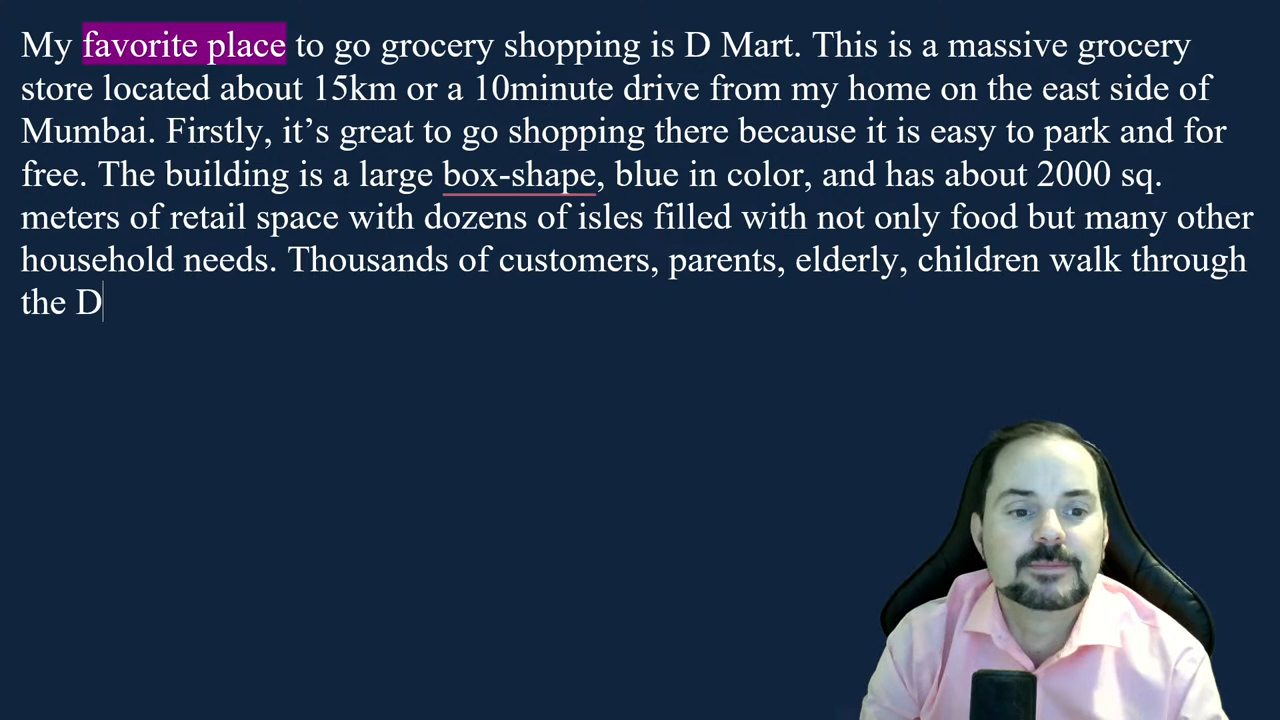 My favorite place to go grocery shopping is D Mart. This is a massive grocery
store located about 15km or a 10minute drive from my home on the east side of
Mumbai. Firstly, it’s great to go shopping there because it is easy to park and for
free. The building is a large box-shape, blue in color, and has about 2000 sq.
meters of retail space with dozens of isles filled with not only food but many other
household needs. Thousands of customers, parents, elderly, children walk through
the D